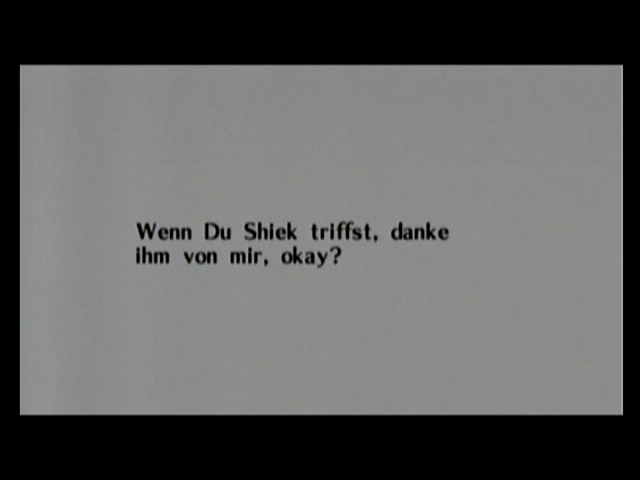 Wenn Du Shiek triffst, danke
ihm von mir, okay?